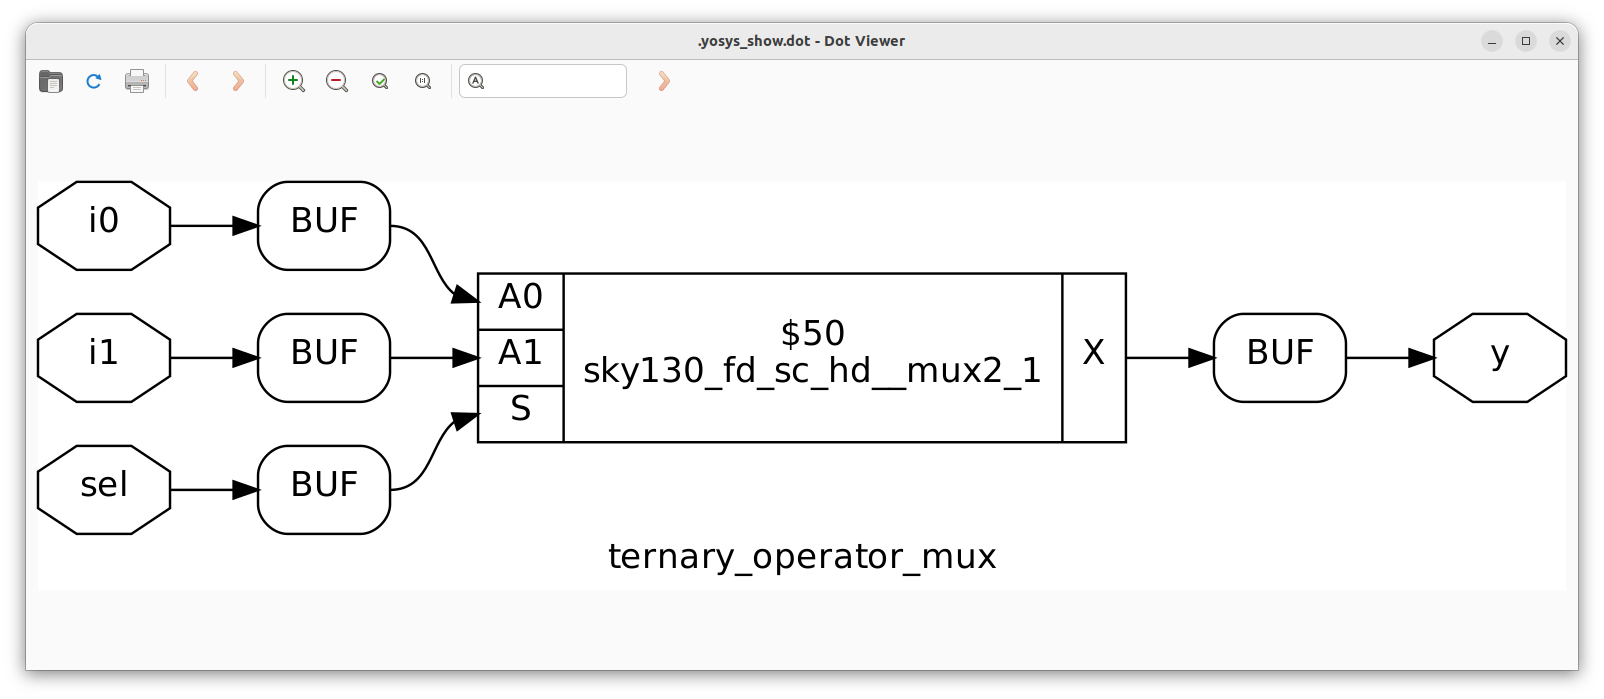 .yosys_show.dot - Dot Viewer
i0
BUF
A0
$50
sky130_fd_sc_hd__mux2_1
i1
BUF
A1
X
BUF
y
S
sel
BUF
ternary_operator_mux